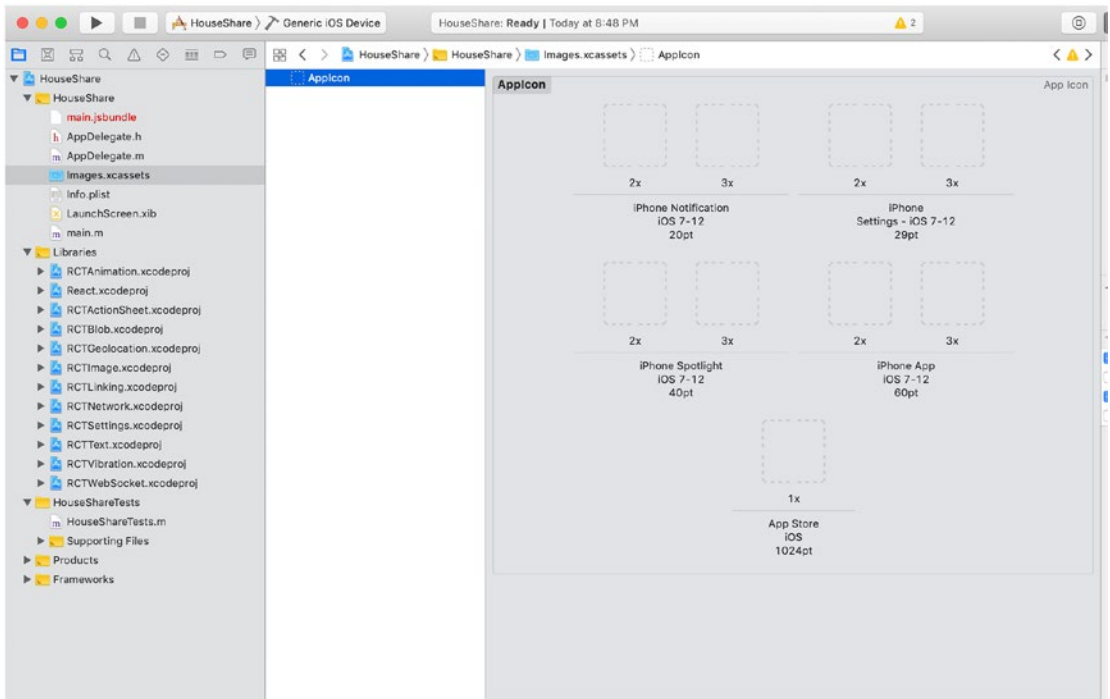 HouseShare Generic iOS Device
HouseShare: Ready | Today at 8:48 PM
2
HouseShare HouseShare Images.xcassets AppIcon
HouseShare
HouseShare
main.jsbundle
AppDelegate.h
AppDelegate.m
Images.xcassets
Info.plist
LaunchScreen.xib
main.m
Libraries
RCTAnimation.xcodeproj
React.xcodeproj
RCTActionSheet.xcodeproj
RCTBlob.xcodeproj
RCTGeolocation.xcodeproj
RCTImage.xcodeproj
RCTLinking.xcodeproj
RCTNetwork.xcodeproj
RCTSettings.xcodeproj
RCTText.xcodeproj
RCTVibration.xcodeproj
RCTWebSocket.xcodeproj
HouseShareTests
HouseShareTests.m
Supporting Files
Products
Frameworks
AppIcon
AppIcon
App Icon
2x 3x
iPhone Notification
iOS 7-12
20pt
2x 3x
iPhone
Settings - iOS 7-12
29pt
2x 3x
iPhone Spotlight
iOS 7-12
40pt
2x 3x
iPhone App
iOS 7-12
60pt
1x
App Store
iOS
1024pt